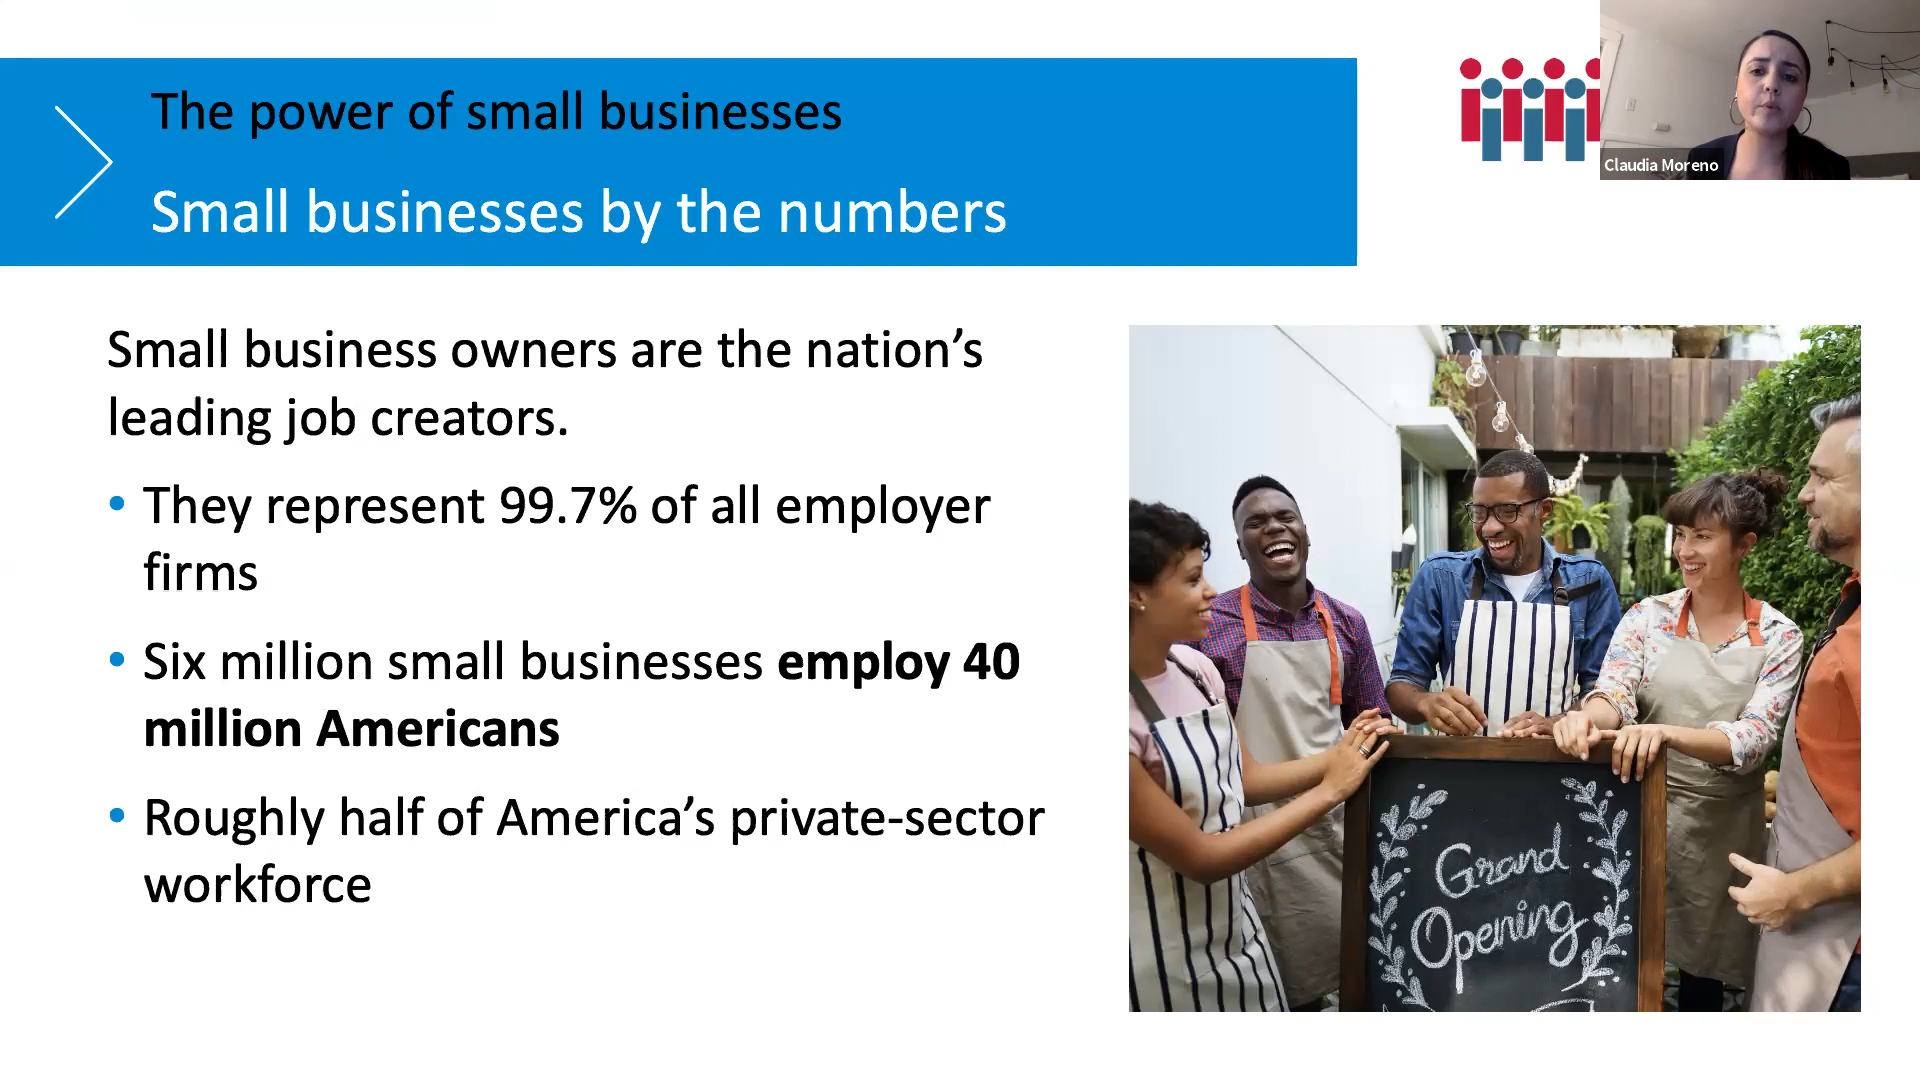 The power of small businesses
Small businesses by the numbers
Claudia Moreno
Small business owners are the nation’s
leading job creators.
• They represent 99.7% of all employer
firms
• Six million small businesses employ 40
million Americans
• Roughly half of America’s private-sector
workforce
Grand
Opening